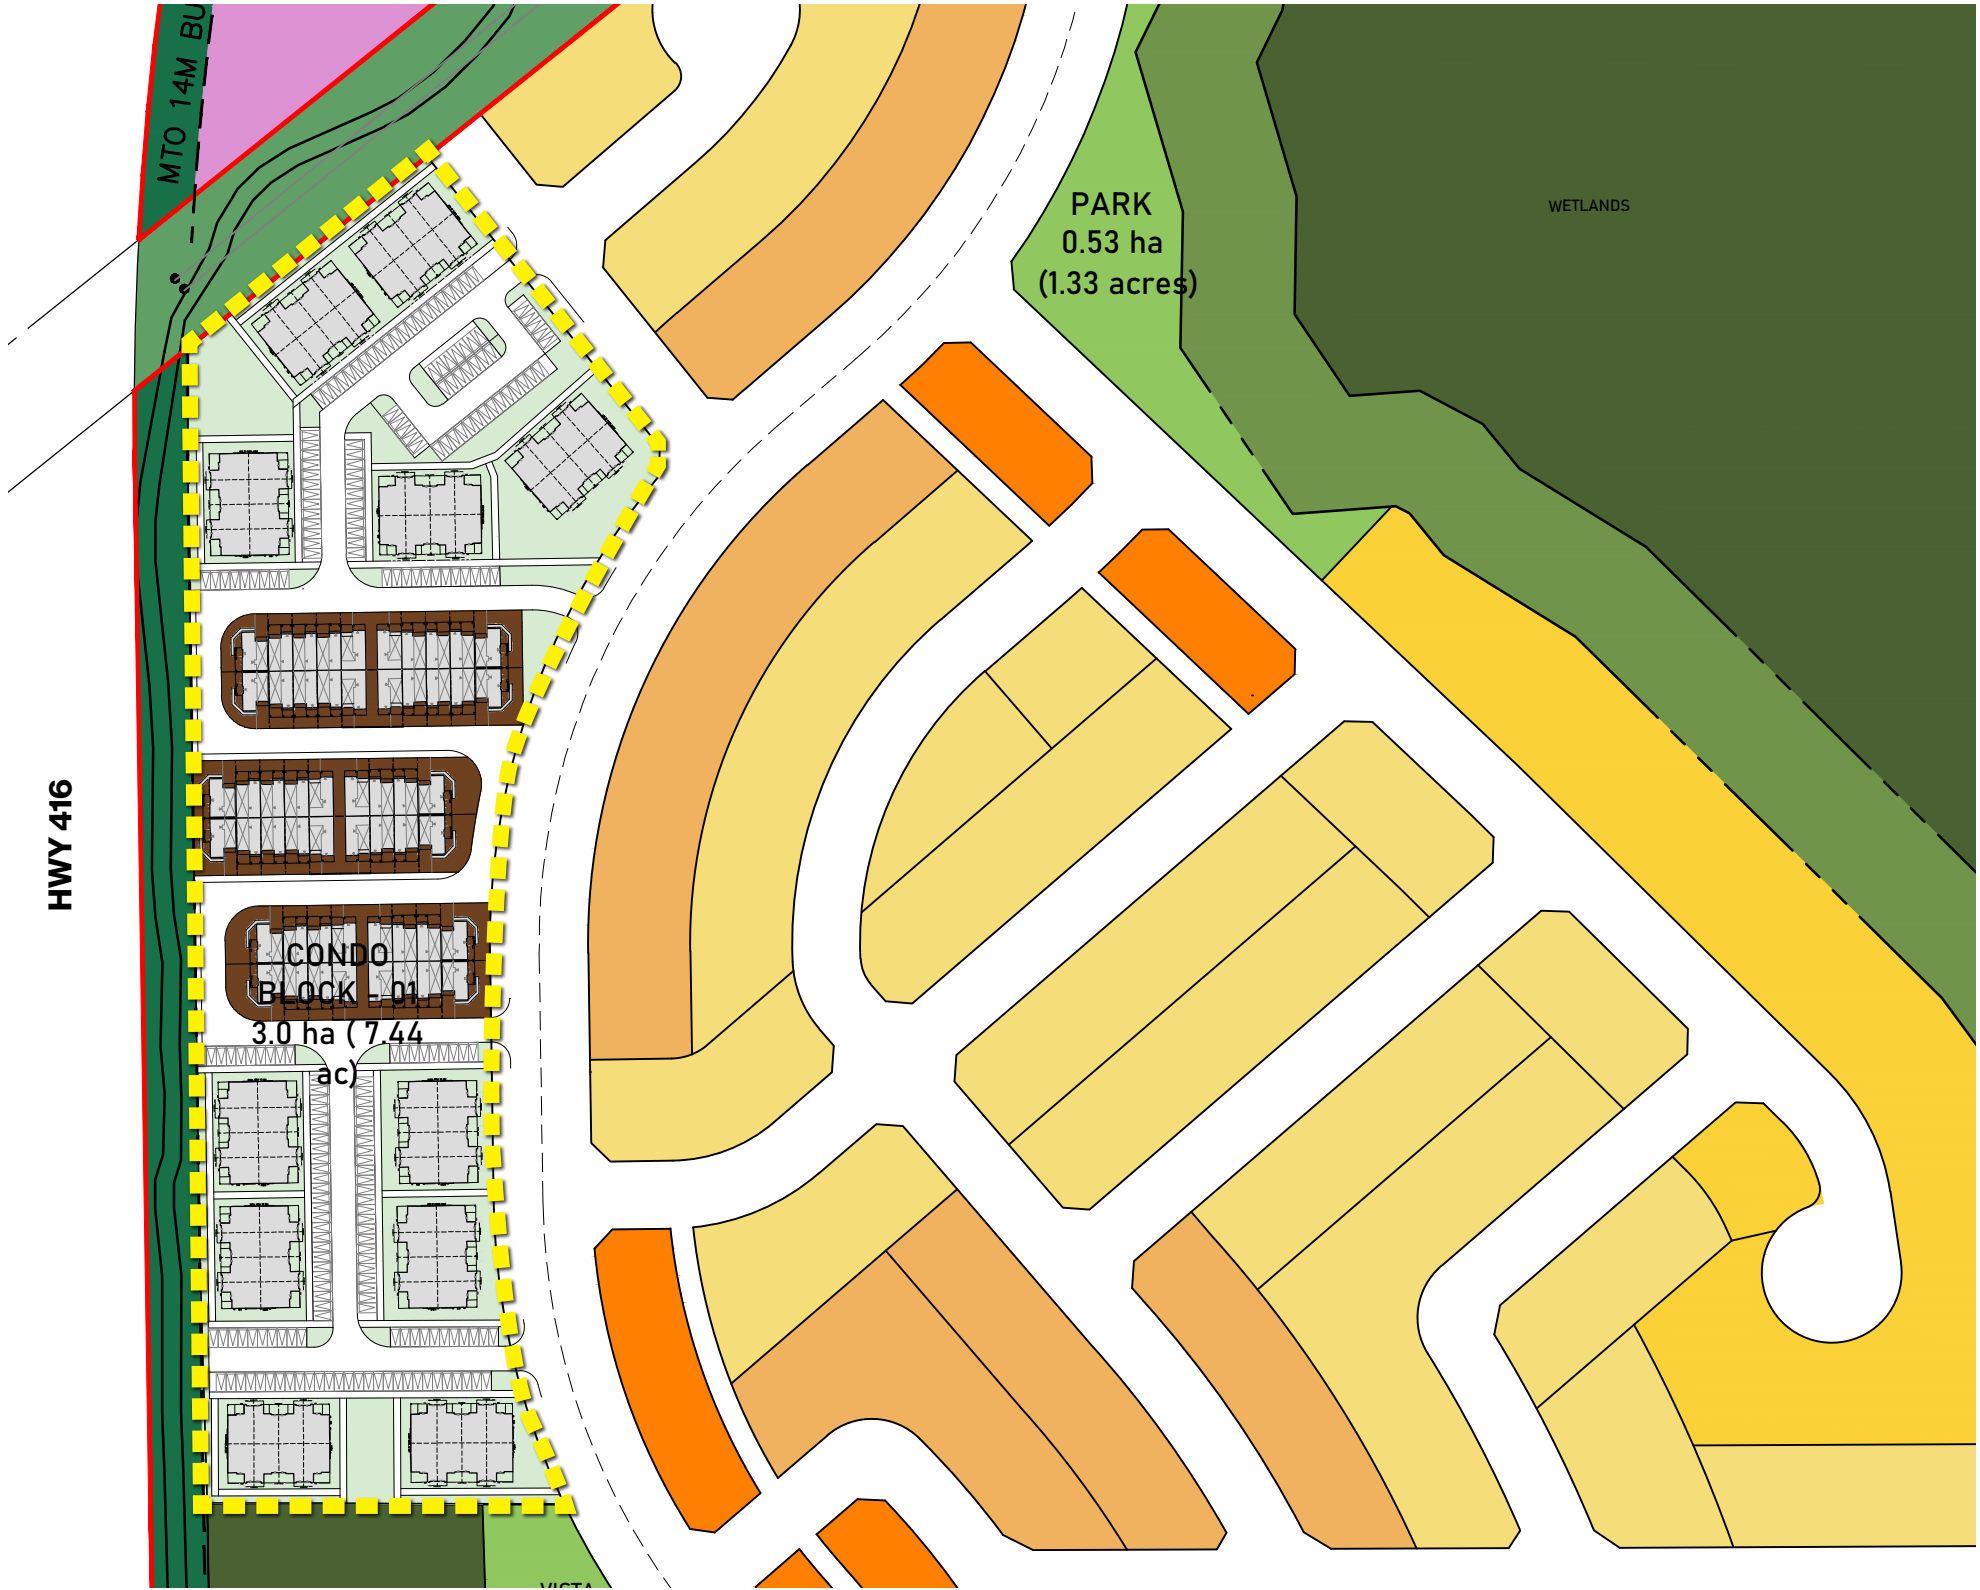 MTO 14M BU
PARK
0.53 ha
(1.33 acres)
WETLANDS
HWY 416
CONDO
BLOCK - 01
3.0 ha ( 7.44
ac)
VISTA